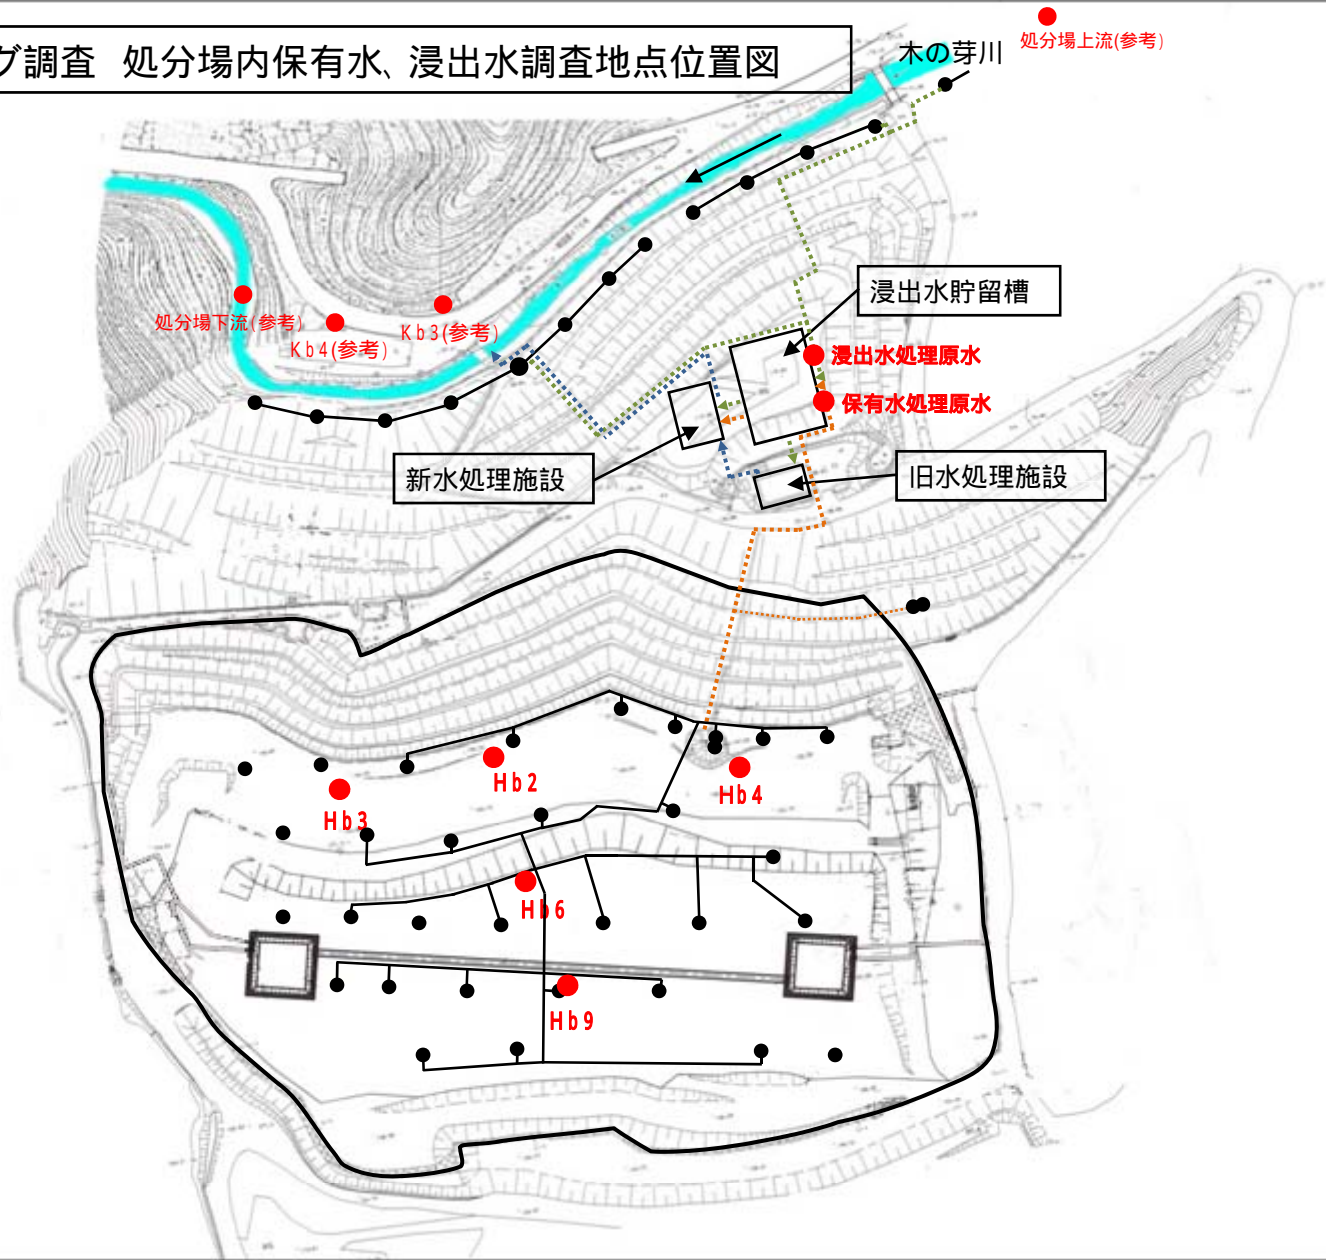 グ調査 処分場内保有水、浸出水調査地点位置図
処分場上流(参考)
木の芽川
浸出水貯留槽
処分場下流(参考)
Kb4(参考)
Kb3(参考)
浸出水処理原水
保有水処理原水
新水処理施設
旧水処理施設
Hb2
Hb4
Hb3
Hb6
Hb9